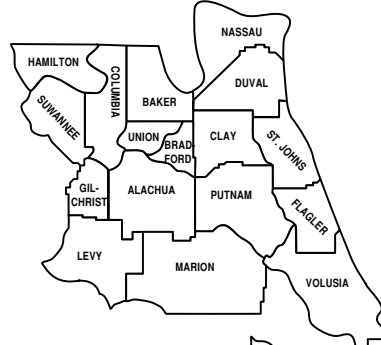 NASSAU
HAMILTON
COLUMBIA
DUVAL
BAKER
SUWANNEE
UNION
BRAD-
FORD
CLAY
ST. JOHNS
GIL-
CHRIST
ALACHUA
PUTNAM
FLAGLER
LEVY
MARION
VOLUSIA